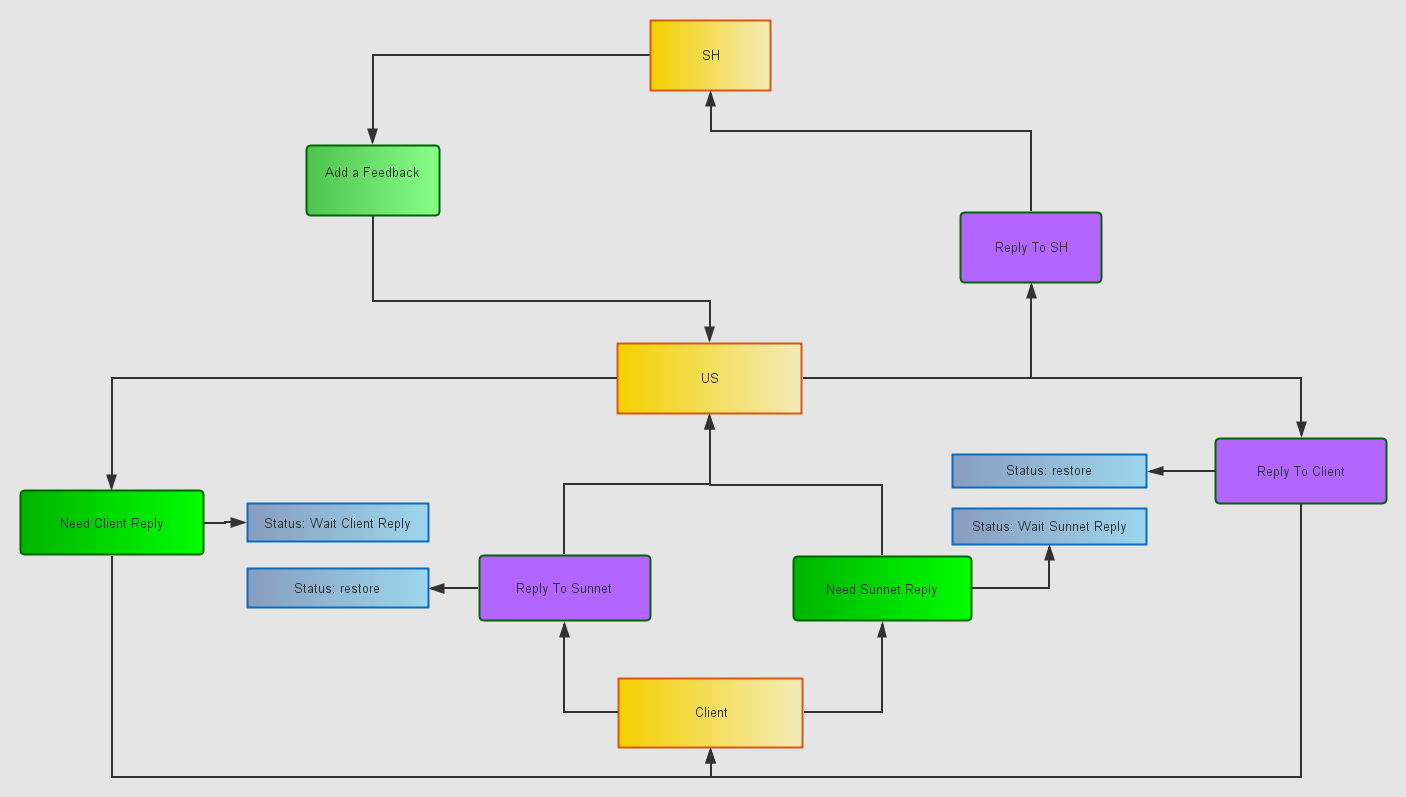 SH
Add a Feedback
Reply To SH
US
Status: restore
Reply To Client
Need Client Reply
Status: Wait Client Reply
Status: Wait Sunnet Reply
Status: restore
Reply To Sunnet
Need Sunnet Reply
Client